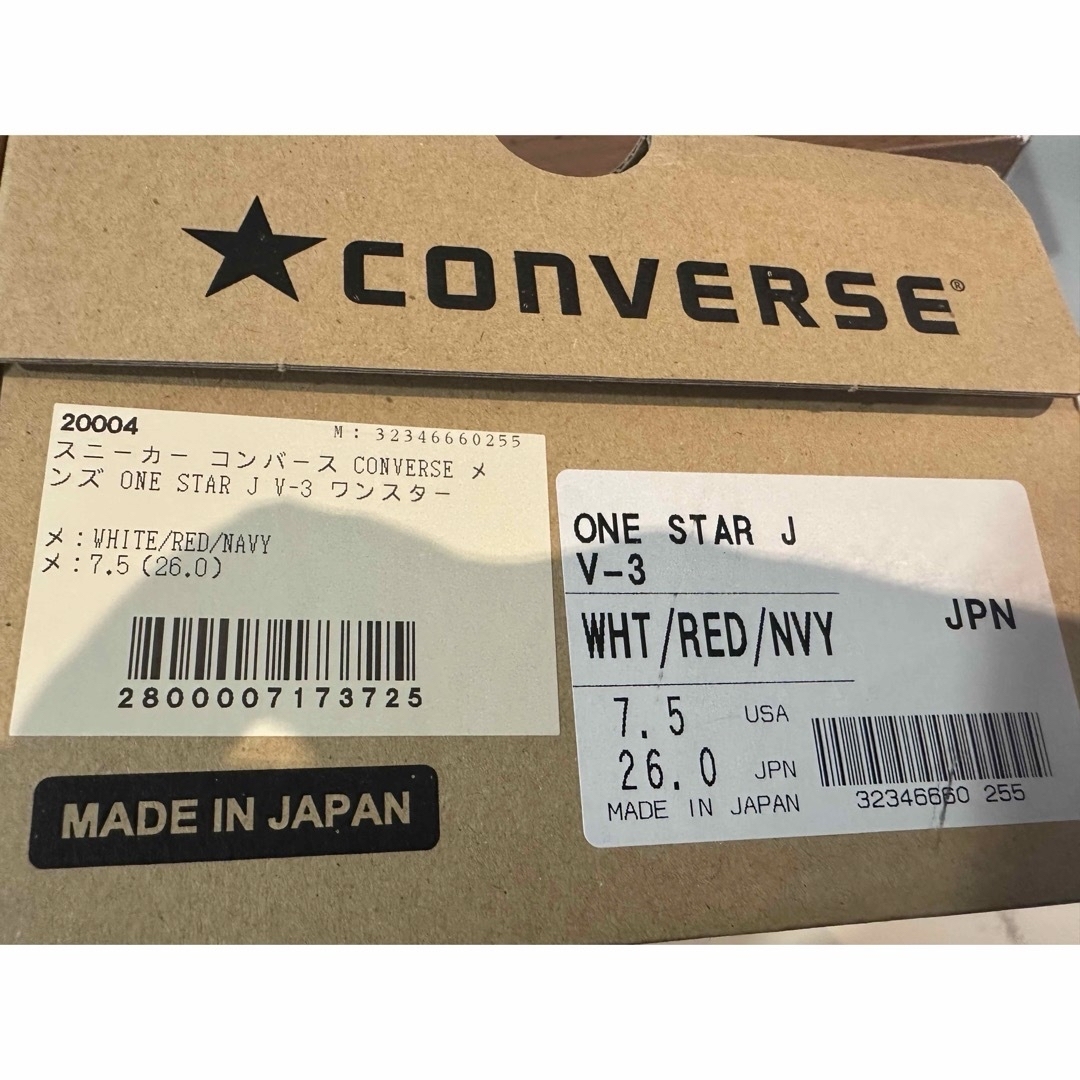 CONVERSE®
20004
M: 32346660255
スニーカー コンバース CONVERSE メ
ンズ ONE STAR J V-3 ワンスター
メ:WHITE/RED/NAVY
メ:7.5(26.0)
2800007173725
MADE IN JAPAN
ONE STAR J
V-3
WHT/RED/NVY
JPN
7.5 USA
26.0 JPN
MADE IN JAPAN
32346660 255